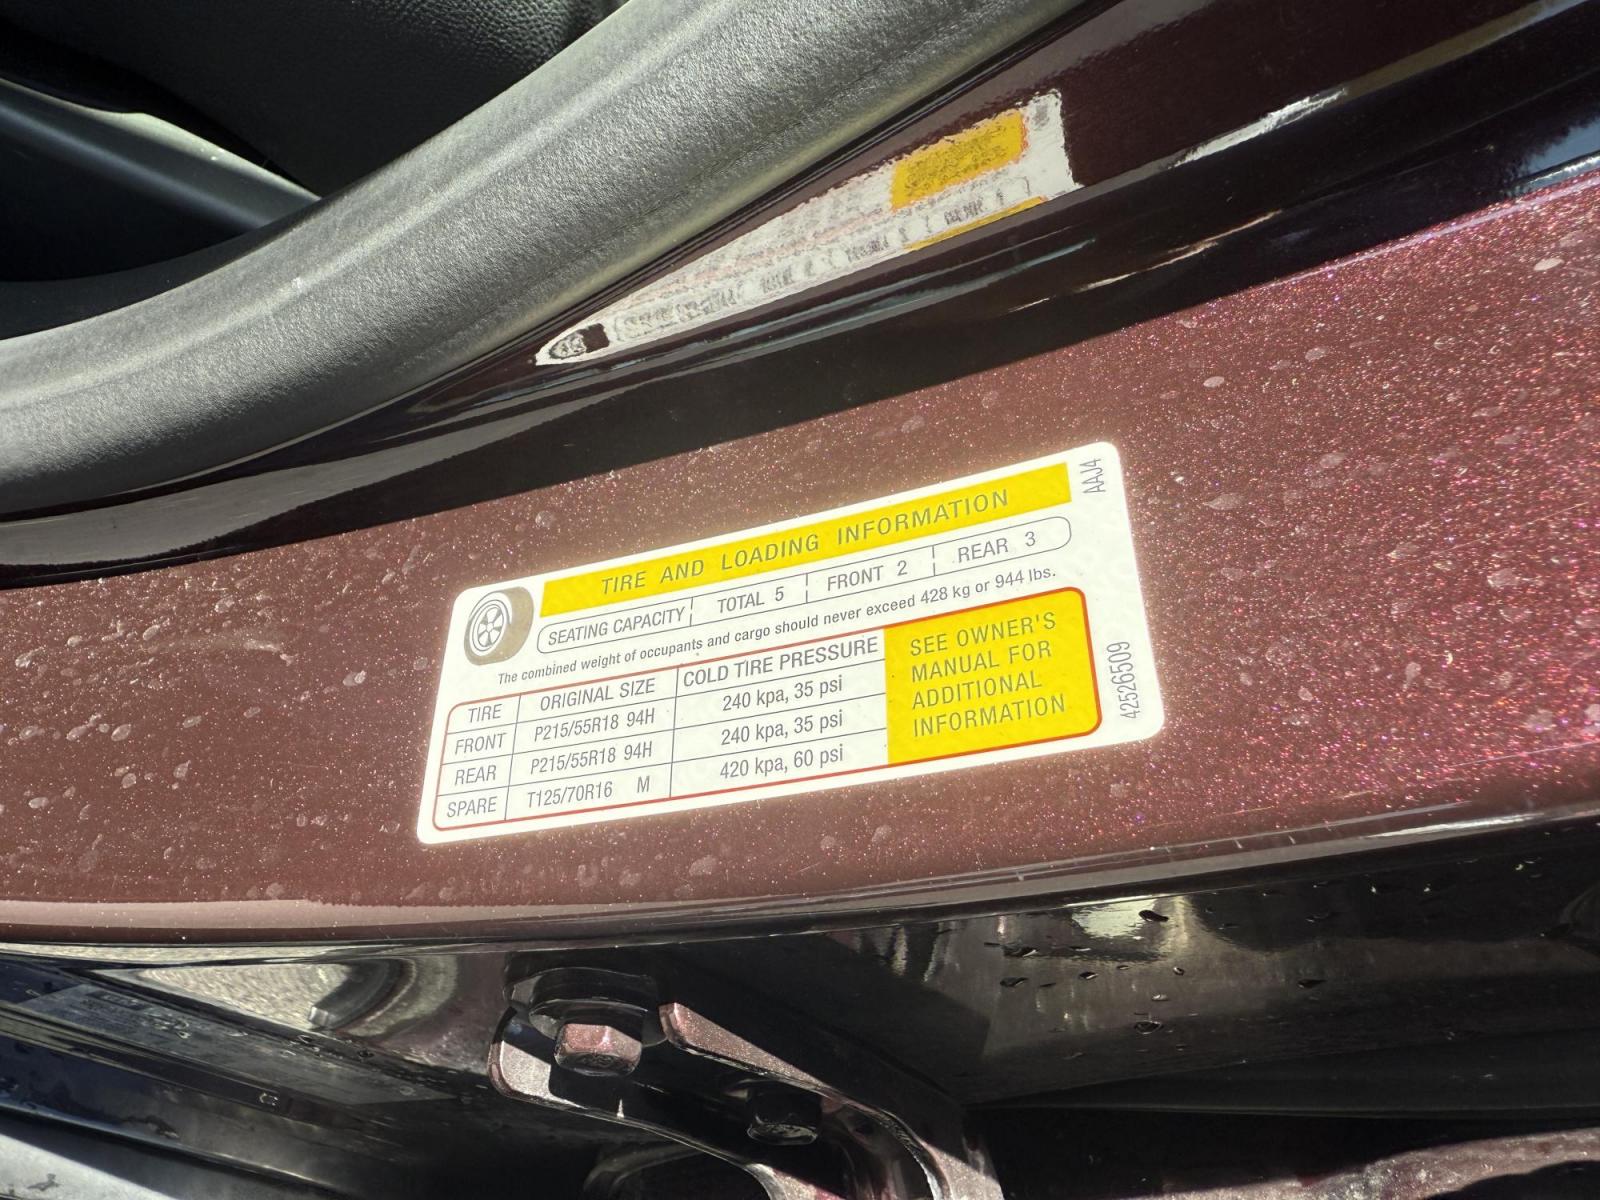 TIRE AND LOADING INFORMATION
SEATING CAPACITY TOTAL 5 FRONT 2 REAR 3
The combined weight of occupants and cargo should never exceed 428 kg or 944 lbs.
TIRE ORIGINAL SIZE COLD TIRE PRESSURE
FRONT P215/55R18 94H 240 kpa, 35 psi
REAR P215/55R18 94H 240 kpa, 35 psi
SPARE T125/70R16 M 420 kpa, 60 psi
SEE OWNER'S
MANUAL FOR
ADDITIONAL
INFORMATION
AAJ4
42526509